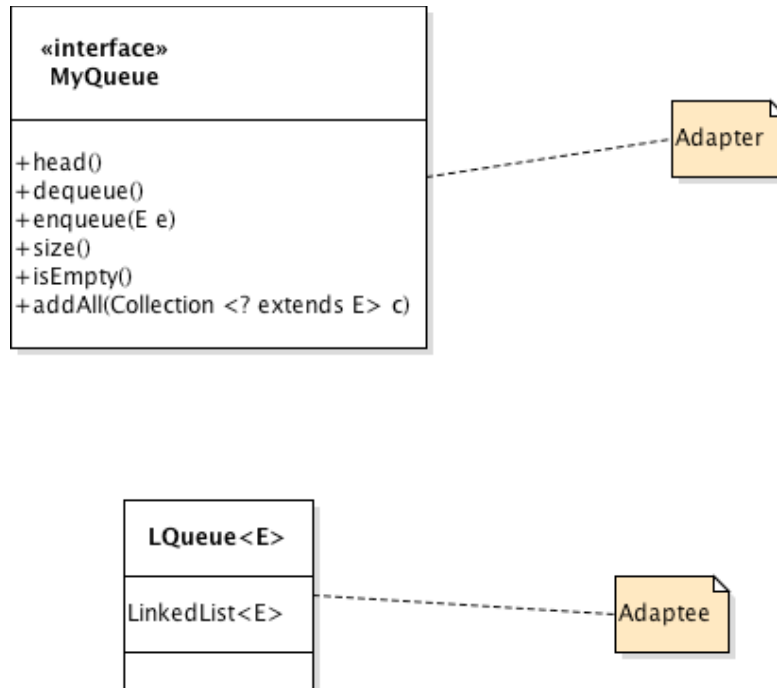 «interface»
MyQueue
+head()
+dequeue()
+enqueue(E e)
+size()
+isEmpty()
+addAll(Collection <? extends E> c)
Adapter
LQueue<E>
LinkedList<E>
Adaptee